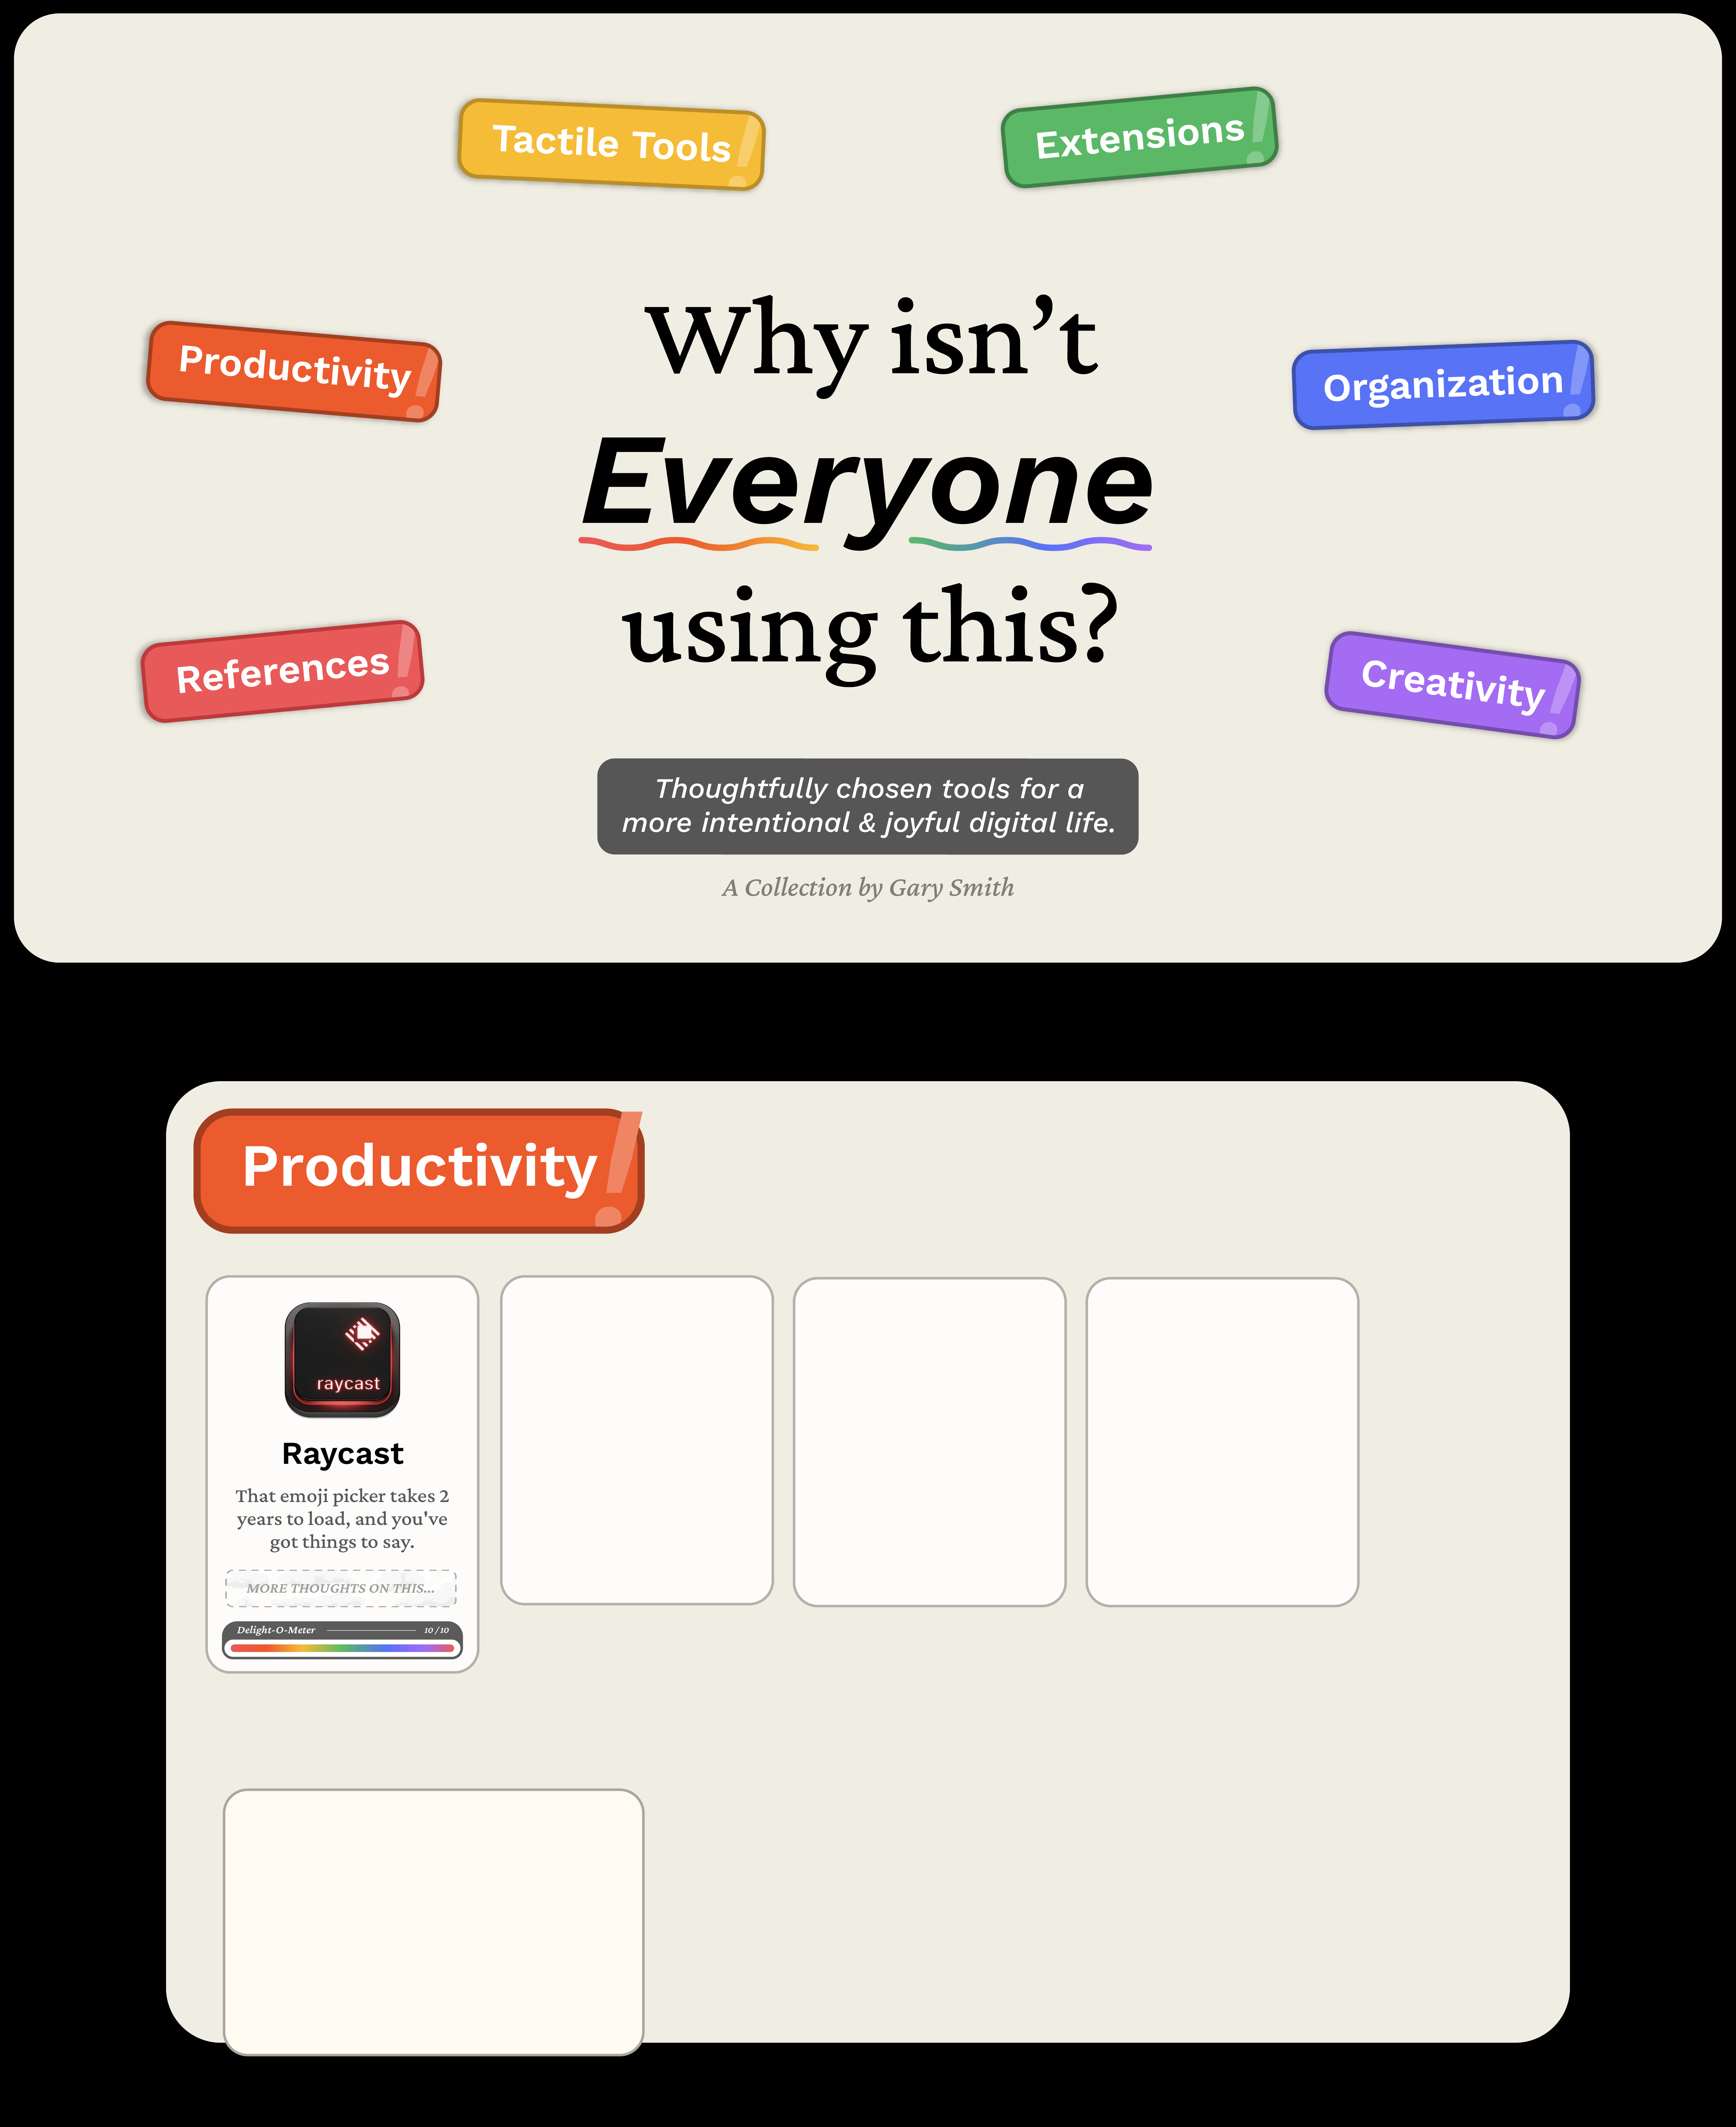 Tactile Tools
Extensions
Productivity
Organization
References
Creativity
Why isn’t
Everyone
using this?
Thoughtfully chosen tools for a
more intentional & joyful digital life.
A Collection by Gary Smith
Productivity
raycast
Raycast
That emoji picker takes 2
years to load, and you've
got things to say.
MORE THOUGHTS ON THIS...
Delight-O-Meter 10/10